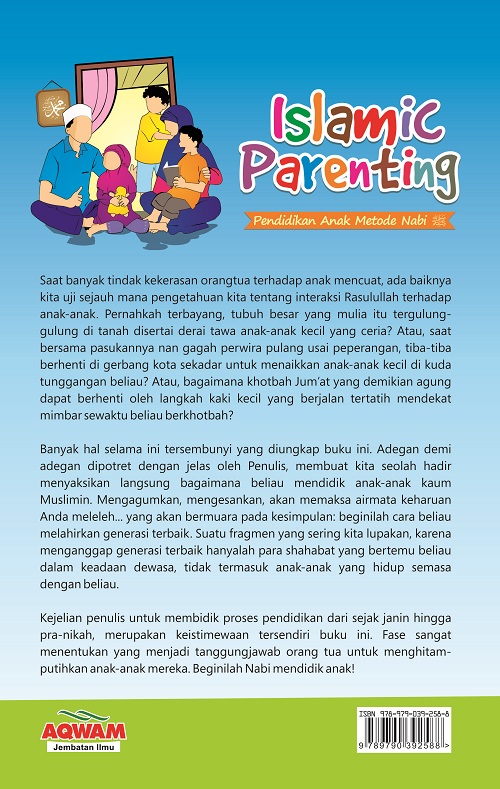 Islamic
Parenting
Pendidikan Anak Metode Nabi ﷺ
Saat banyak tindak kekerasan orangtua terhadap anak mencuat, ada baiknya
kita uji sejauh mana pengetahuan kita tentang interaksi Rasulullah terhadap
anak-anak. Pernahkah terbayang, tubuh besar yang mulia itu tergulung-
gulung di tanah disertai derai tawa anak-anak kecil yang ceria? Atau, saat
bersama pasukannya nan gagah perwira pulang usai peperangan, tiba-tiba
berhenti di gerbang kota sekadar untuk menaikkan anak-anak kecil di kuda
tunggangan beliau? Atau, bagaimana khotbah Jum'at yang demikian agung
dapat berhenti oleh langkah kaki kecil yang berjalan tertatih mendekat
mimbar sewaktu beliau berkhotbah?
Banyak hal selama ini tersembunyi yang diungkap buku ini. Adegan demi
adegan dipotret dengan jelas oleh Penulis, membuat kita seolah hadir
menyaksikan langsung bagaimana beliau mendidik anak-anak kaum
Muslimin. Mengagumkan, mengesankan, akan memaksa airmata keharuan
Anda meleleh... yang akan bermuara pada kesimpulan: beginilah cara beliau
melahirkan generasi terbaik. Suatu fragmen yang sering kita lupakan, karena
menganggap generasi terbaik hanyalah para shahabat yang bertemu beliau
dalam keadaan dewasa, tidak termasuk anak-anak yang hidup semasa
dengan beliau.
Kejelian penulis untuk membidik proses pendidikan dari sejak janin hingga
pra-nikah, merupakan keistimewaan tersendiri buku ini. Fase sangat
menentukan yang menjadi tanggungjawab orang tua untuk menghitam-
putihkan anak-anak mereka. Beginilah Nabi mendidik anak!
AQWAM
Jembatan Ilmu
ISBN 978-979-039-258-8
9 789790 392588 >